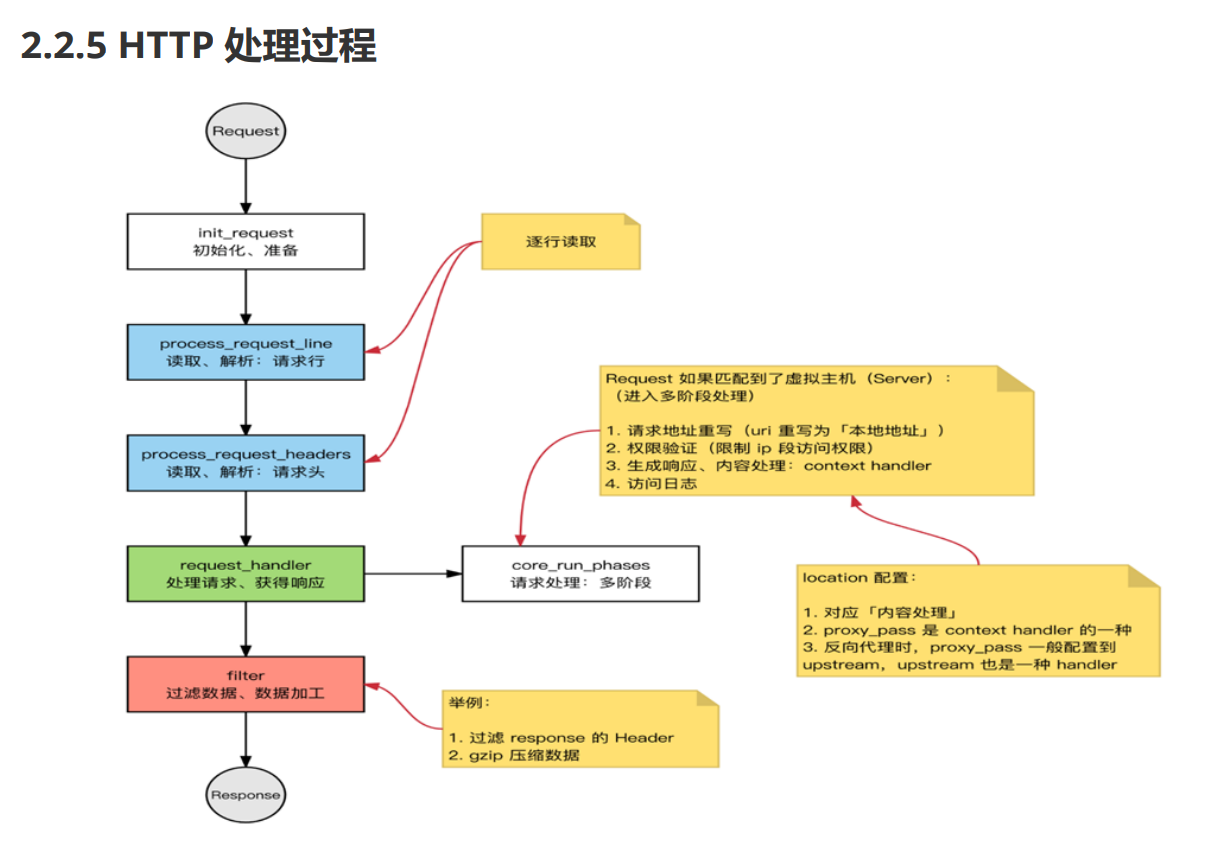 2.2.5 HTTP 处理过程
Request
init_request
初始化、准备
逐行读取
process_request_line
读取、解析：请求行
Request 如果匹配到了虚拟主机（Server）：
（进入多阶段处理）
1. 请求地址重写（uri 重写为「本地地址」）
2. 权限验证（限制 ip 段访问权限）
3. 生成响应、内容处理：context handler
4. 访问日志
process_request_headers
读取、解析：请求头
request_handler
处理请求、获得响应
core_run_phases
请求处理：多阶段
location 配置：
1. 对应「内容处理」
2. proxy_pass 是 context handler 的一种
3. 反向代理时，proxy_pass 一般配置到
upstream，upstream 也是一种 handler
filter
过滤数据、数据加工
举例：
1. 过滤 response 的 Header
2. gzip 压缩数据
Response